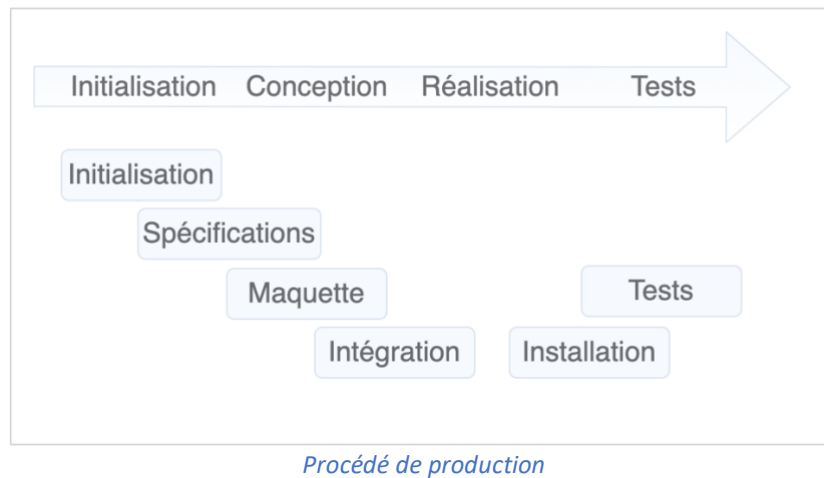 Initialisation Conception Réalisation Tests
Initialisation
Spécifications
Maquette
Tests
Intégration
Installation
Procédé de production